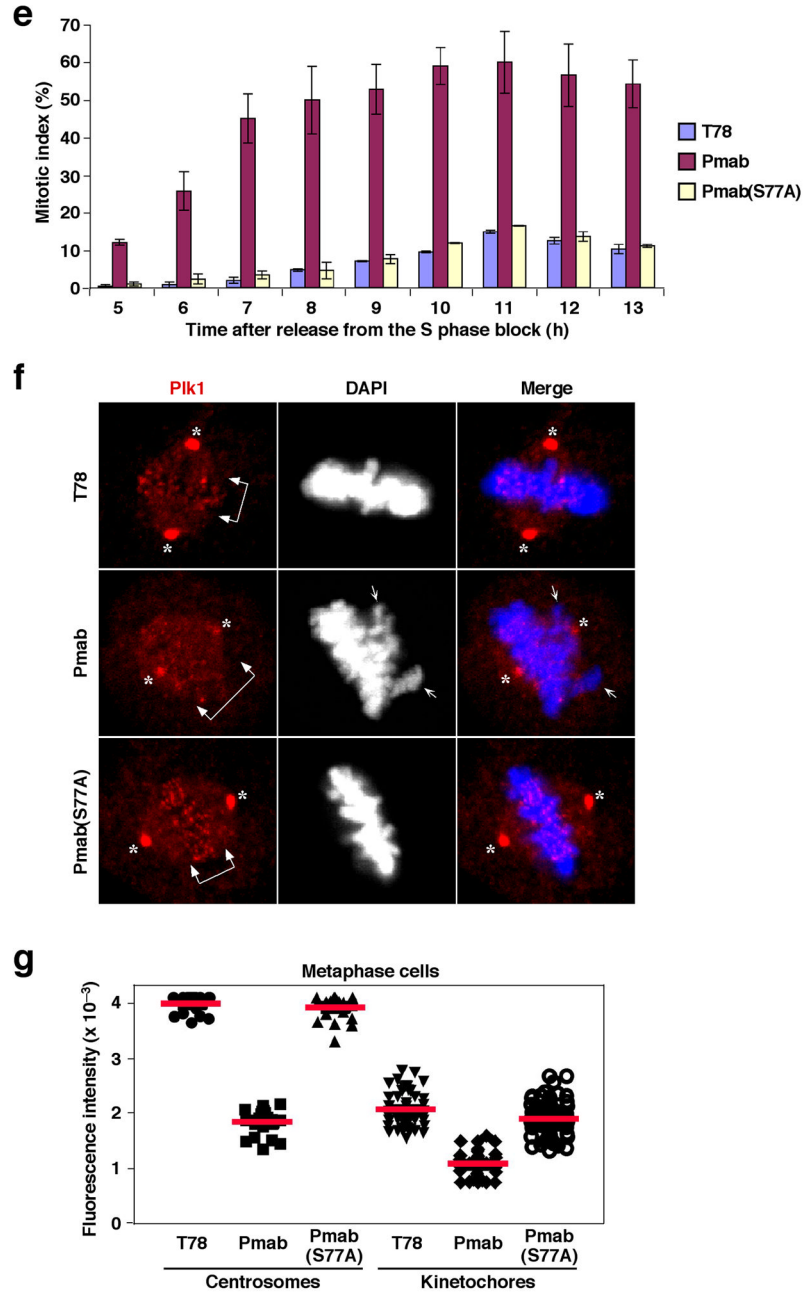 e
70
60
50
40
30
20
10
0
Mitotic index (%)
5 6 7 8 9 10 11 12 13
Time after release from the S phase block (h)
T78
Pmab
Pmab(S77A)
f
Plk1 DAPI Merge
T78
* *
* *
Pmab
* *
* *
Pmab(S77A)
* *
* *
g
Metaphase cells
Fluorescence intensity (x 10⁻³)
4
3
2
1
0
T78 Pmab Pmab (S77A) T78 Pmab Pmab (S77A)
Centrosomes Kinetochores